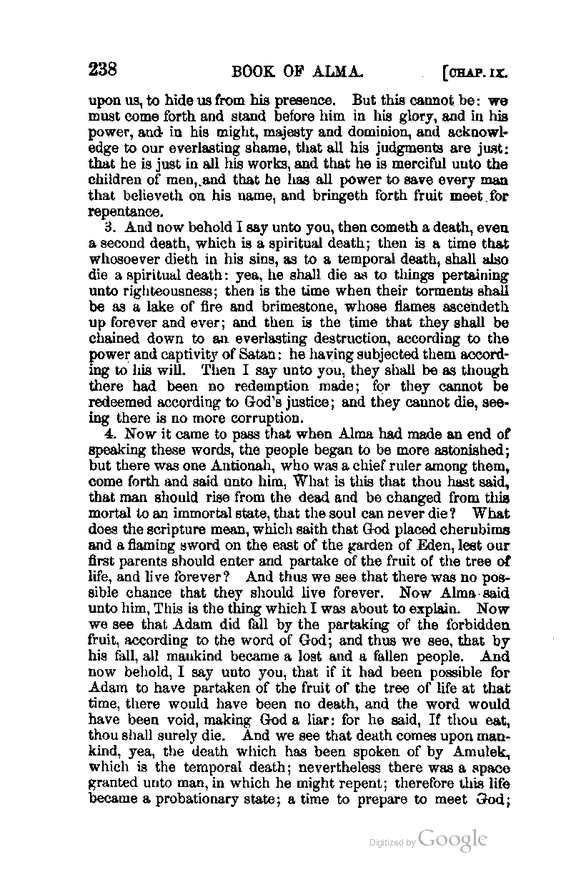 238 BOOK OF ALMA. [CHAP. IX.
upon us, to hide us from his presence. But this cannot be: we
must come forth and stand before him in his glory, and in his
power, and in his might, majesty and dominion, and acknowl-
edge to our everlasting shame, that all his judgments are just:
that he is just in all his works, and that he is merciful unto the
children of men, and that he has all power to save every man
that believeth on his name, and bringeth forth fruit meet for
repentance.
3. And now behold I say unto you, then cometh a death, even
a second death, which is a spiritual death; then is a time that
whosoever dieth in his sins, as to a temporal death, shall also
die a spiritual death: yea, he shall die as to things pertaining
unto righteousness; then is the time when their torments shall
be as a lake of fire and brimstone, whose flames ascendeth
up forever and ever; and then is the time that they shall be
chained down to an everlasting destruction, according to the
power and captivity of Satan: he having subjected them accord-
ing to his will. Then I say unto you, they shall be as though
there had been no redemption made; for they cannot be
redeemed according to God's justice; and they cannot die, see-
ing there is no more corruption.
4. Now it came to pass that when Alma had made an end of
speaking these words, the people began to be more astonished;
but there was one Antionah, who was a chief ruler among them,
come forth and said unto him, What is this that thou hast said,
that man should rise from the dead and be changed from this
mortal to an immortal state, that the soul can never die? What
does the scripture mean, which saith that God placed cherubims
and a flaming sword on the east of the garden of Eden, lest our
first parents should enter and partake of the fruit of the tree of
life, and live forever? And thus we see that there was no pos-
sible chance that they should live forever. Now Alma said
unto him, This is the thing which I was about to explain. Now
we see that Adam did fall by the partaking of the forbidden
fruit, according to the word of God; and thus we see, that by
his fall, all mankind became a lost and a fallen people. And
now behold, I say unto you, that if it had been possible for
Adam to have partaken of the fruit of the tree of life at that
time, there would have been no death, and the word would
have been void, making God a liar: for he said, If thou eat,
thou shall surely die. And we see that death comes upon man-
kind, yea, the death which has been spoken of by Amulek,
which is the temporal death; nevertheless there was a space
granted unto man, in which he might repent; therefore this life
became a probationary state; a time to prepare to meet God;
Digitized by Google